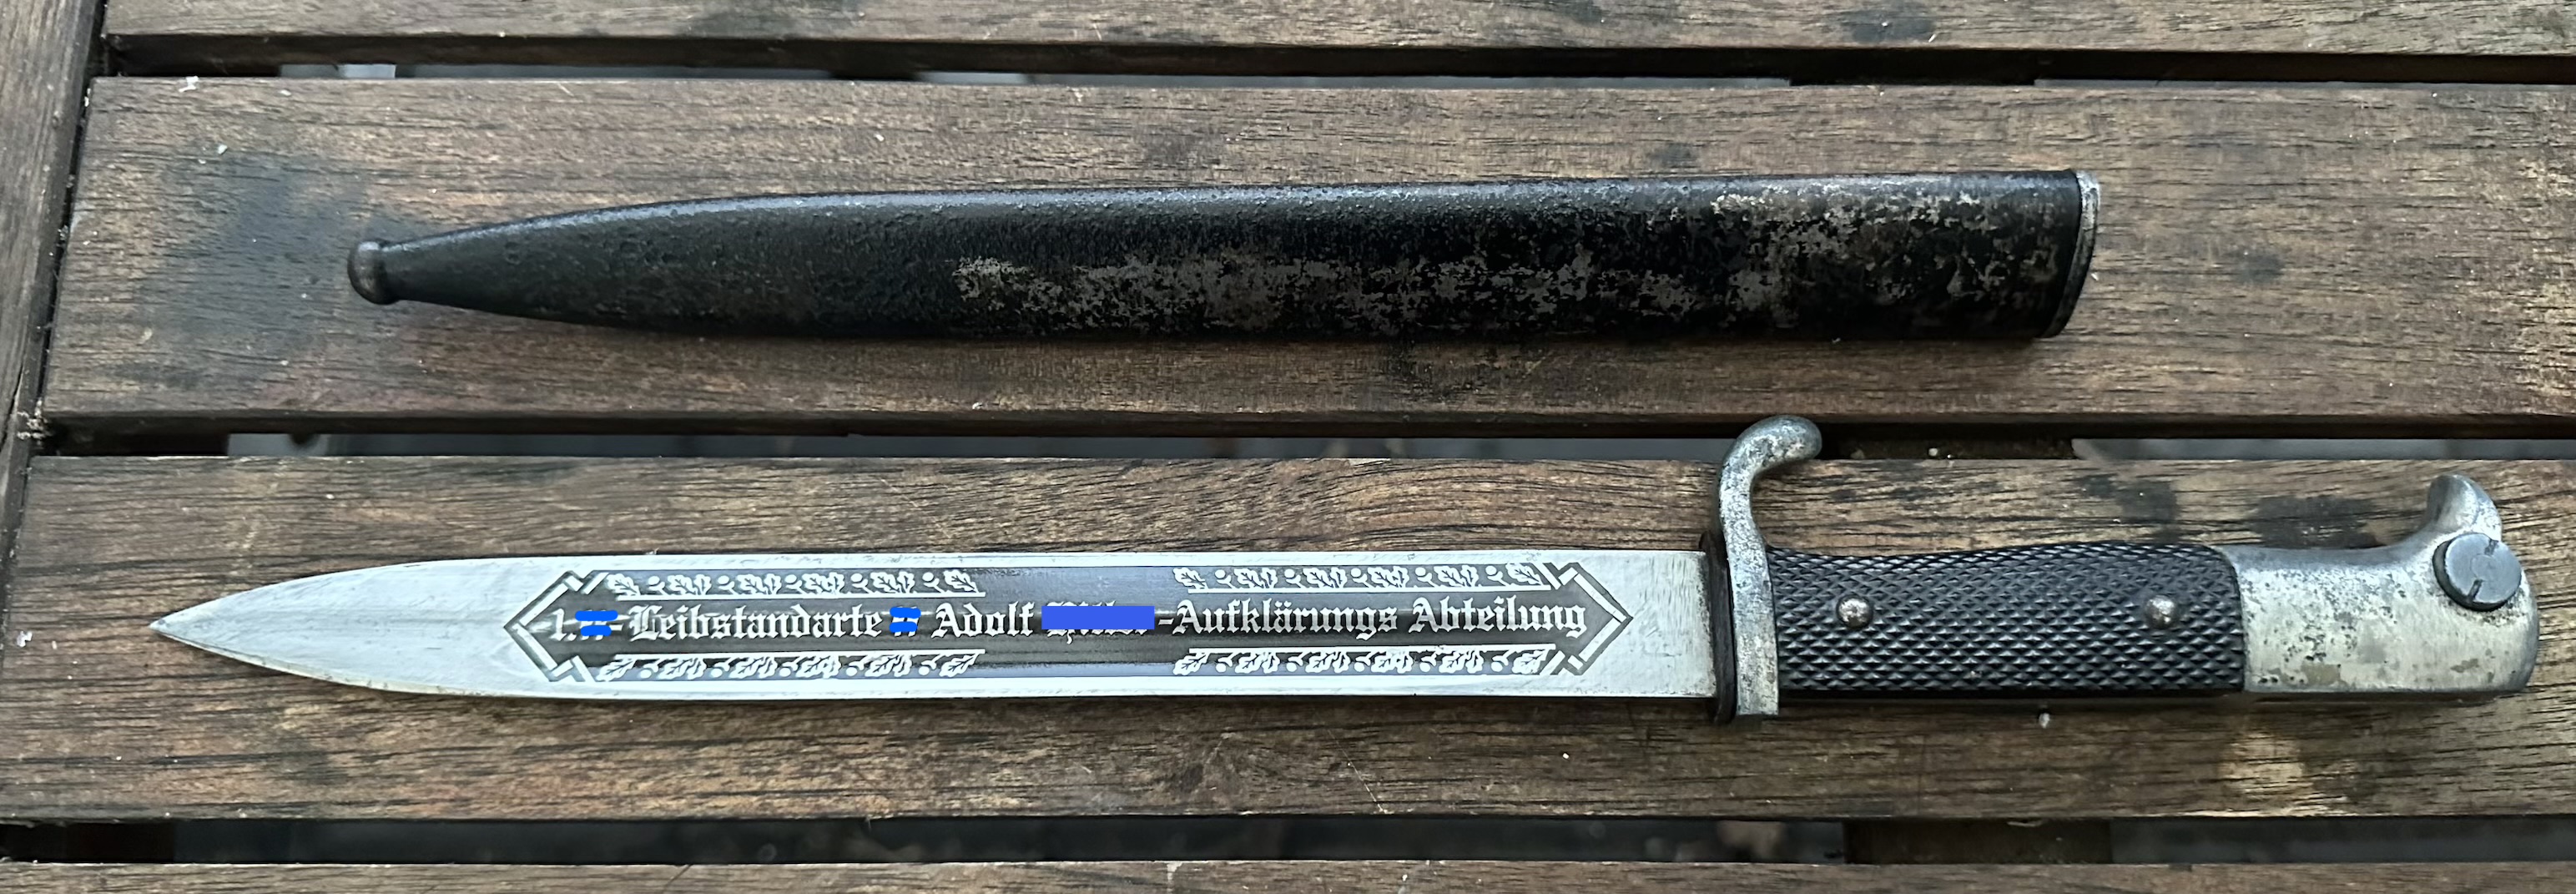 1. -Leibstandarte Adolf -Aufklärungs Abteilung